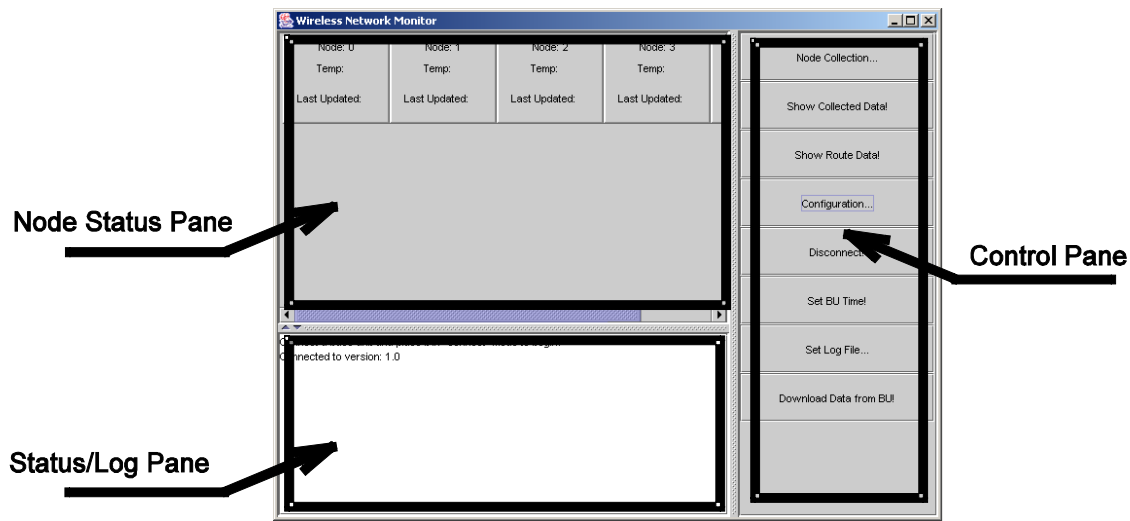 Wireless Network Monitor
Node: 0 Node: 1 Node: 2 Node: 3
Temp: Temp: Temp: Temp:
Last Updated: Last Updated: Last Updated: Last Updated:
Node Collection...
Show Collected Data!
Show Route Data!
Configuration...
Disconnect!
Set BU Time!
Set Log File...
Download Data from BU!
Connected to version: 1.0
Node Status Pane
Control Pane
Status/Log Pane